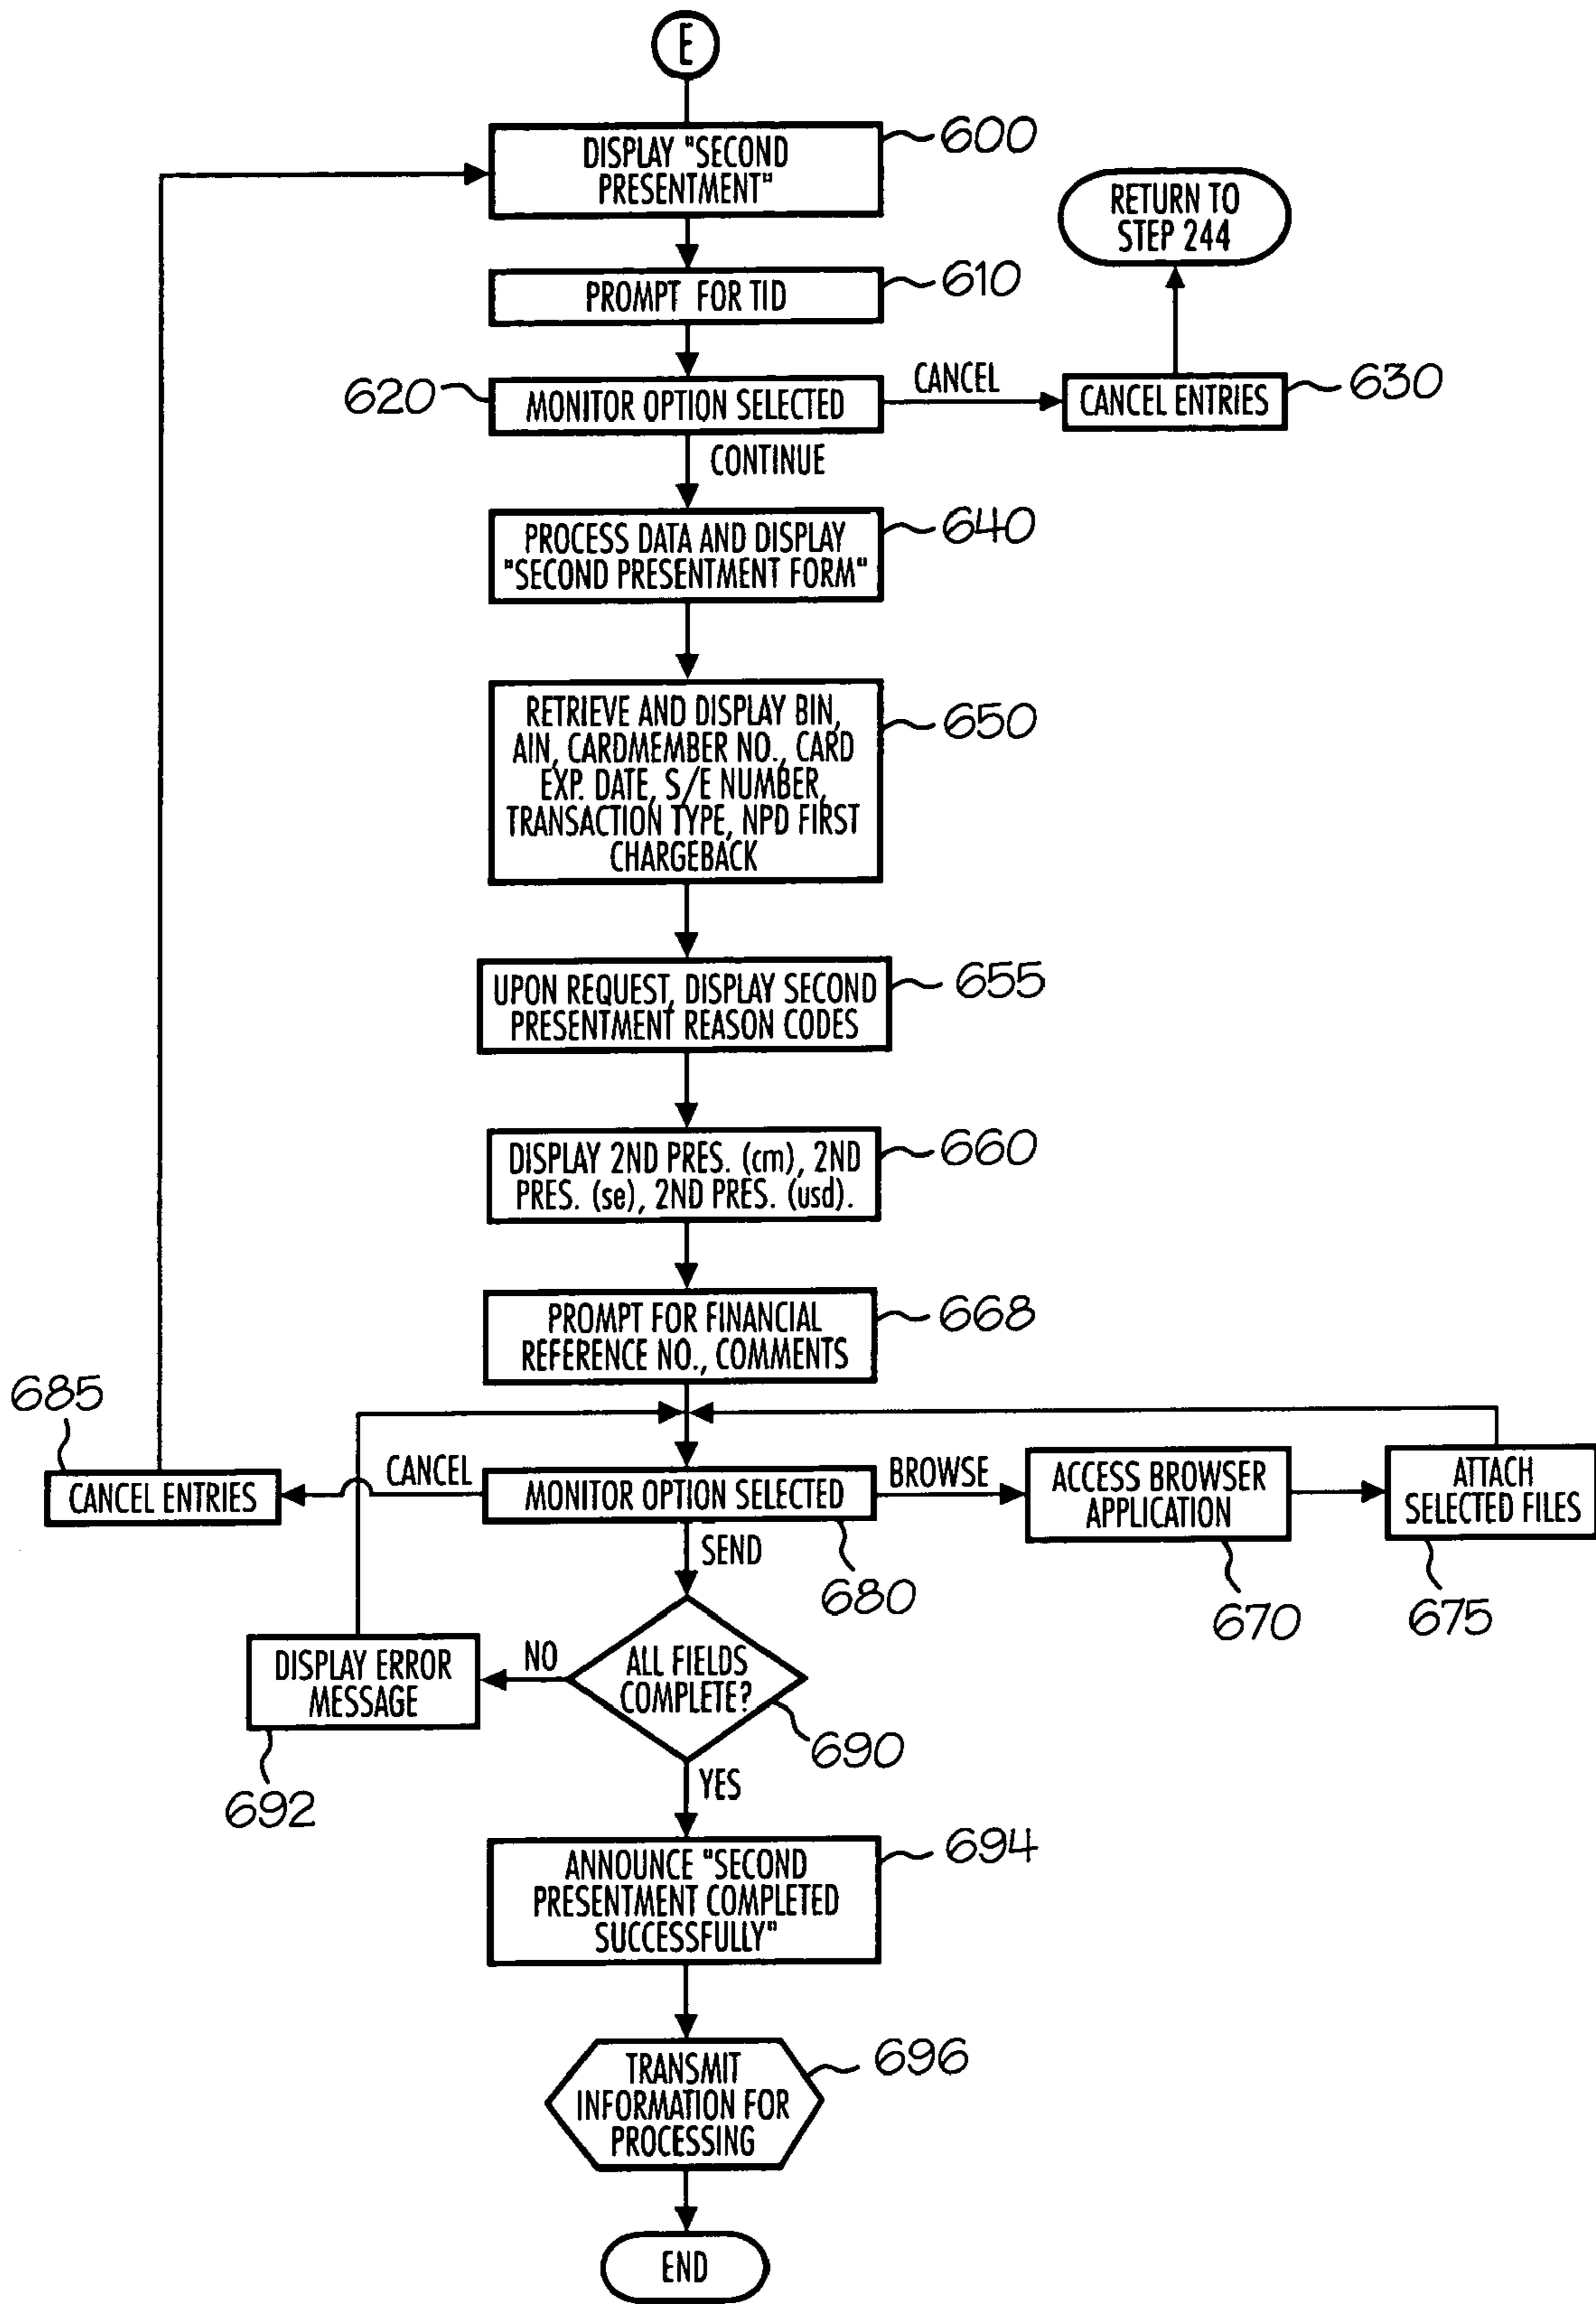 E
DISPLAY "SECOND
PRESENTMENT"
600
RETURN TO
STEP 244
PROMPT FOR TID
610
620
MONITOR OPTION SELECTED
CANCEL
CANCEL ENTRIES
630
CONTINUE
PROCESS DATA AND DISPLAY
"SECOND PRESENTMENT FORM"
640
RETRIEVE AND DISPLAY BIN,
AIN, CARDMEMBER NO., CARD
EXP. DATE, S/E NUMBER,
TRANSACTION TYPE, NPD FIRST
CHARGEBACK
650
UPON REQUEST, DISPLAY SECOND
PRESENTMENT REASON CODES
655
DISPLAY 2ND PRES. (cm), 2ND
PRES. (se), 2ND PRES. (usd).
660
PROMPT FOR FINANCIAL
REFERENCE NO., COMMENTS
668
685
CANCEL ENTRIES
CANCEL
MONITOR OPTION SELECTED
680
BROWSE
ACCESS BROWSER
APPLICATION
670
ATTACH
SELECTED FILES
675
SEND
DISPLAY ERROR
MESSAGE
692
NO
ALL FIELDS
COMPLETE?
690
YES
ANNOUNCE "SECOND
PRESENTMENT COMPLETED
SUCCESSFULLY"
694
TRANSMIT
INFORMATION FOR
PROCESSING
696
END